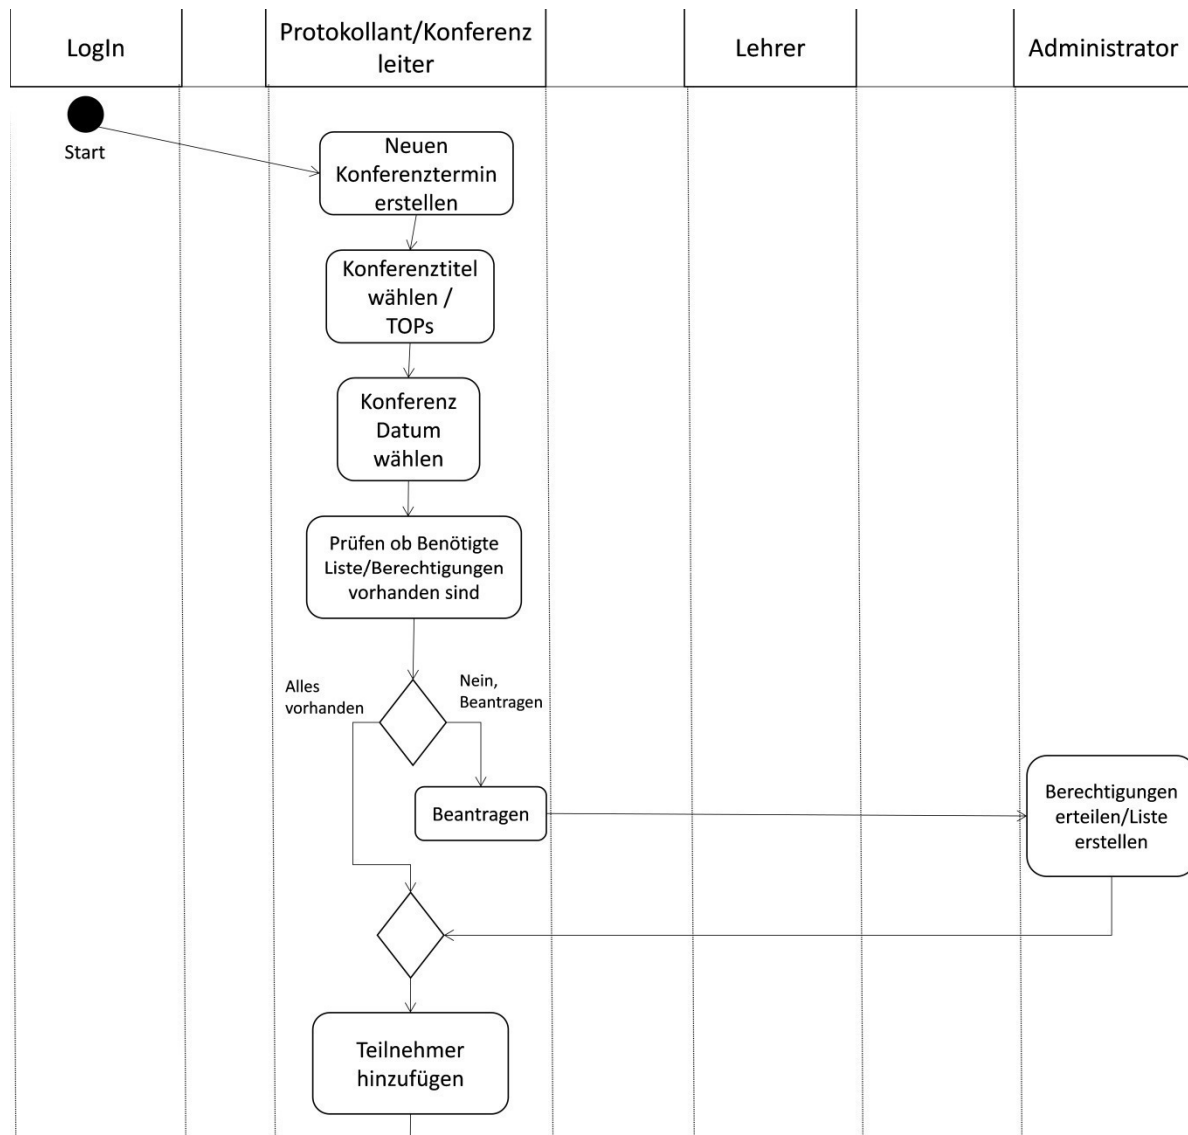 LogIn
Protokollant/Konferenz
leiter
Lehrer
Administrator
Start
Neuen
Konferenztermin
erstellen
Konferenztitel
wählen /
TOPs
Konferenz
Datum
wählen
Prüfen ob Benötigte
Liste/Berechtigungen
vorhanden sind
Alles
vorhanden
Nein,
Beantragen
Beantragen
Berechtigungen
erteilen/Liste
erstellen
Teilnehmer
hinzufügen